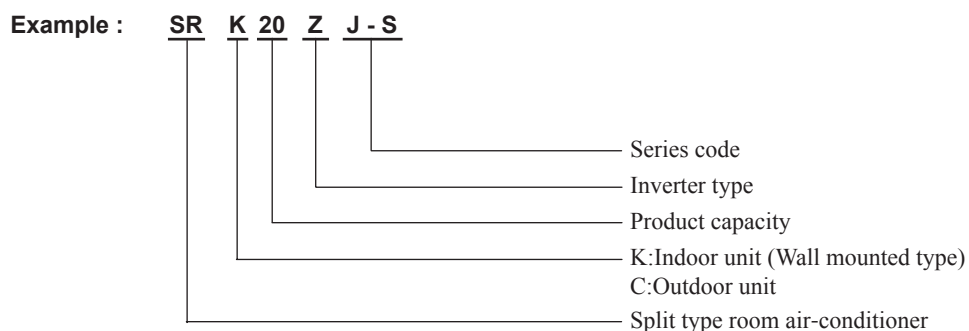 Example : SR K 20 Z J - S
Series code
Inverter type
Product capacity
K:Indoor unit (Wall mounted type)
C:Outdoor unit
Split type room air-conditioner